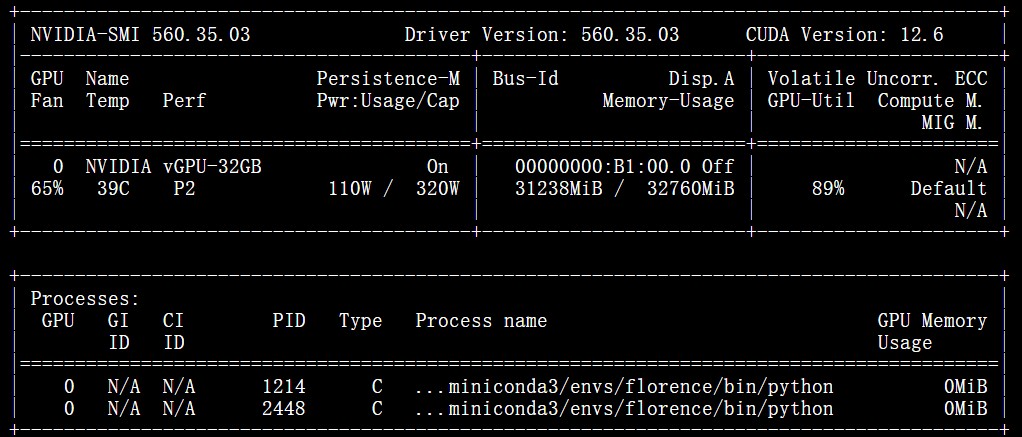 NVIDIA-SMI 560.35.03 Driver Version: 560.35.03 CUDA Version: 12.6
GPU Name Persistence-M | Bus-Id Disp.A | Volatile Uncorr. ECC
Fan Temp Perf Pwr:Usage/Cap | Memory-Usage | GPU-Util Compute M.
MIG M.
0 NVIDIA vGPU-32GB On | 00000000:B1:00.0 Off | N/A
65% 39C P2 110W / 320W | 31238MiB / 32760MiB | 89% Default
N/A
Processes:
GPU GI CI PID Type Process name GPU Memory
ID ID Usage
0 N/A N/A 1214 C ...miniconda3/envs/florence/bin/python 0MiB
0 N/A N/A 2448 C ...miniconda3/envs/florence/bin/python 0MiB